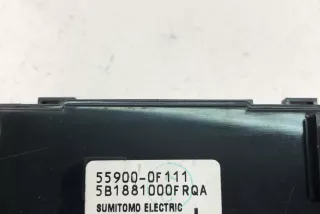 55900-0F111
5B1881000FRQA
SUMITOMO ELECTRIC